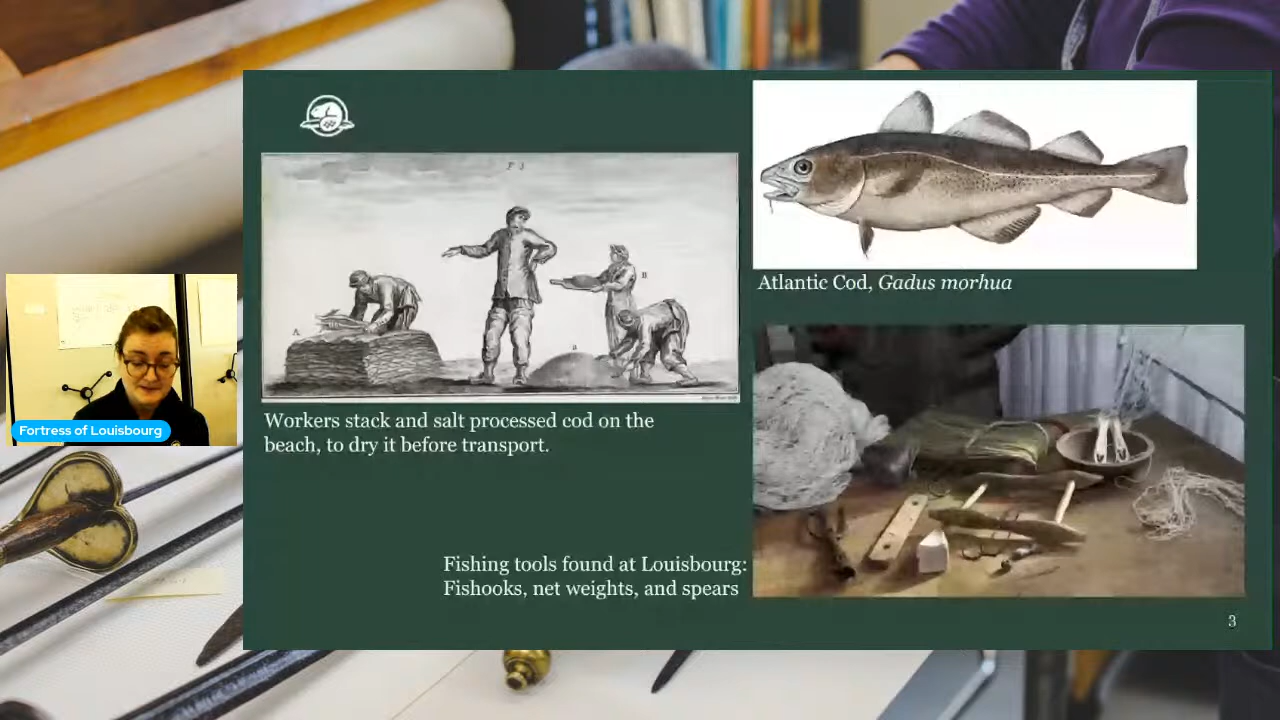 Atlantic Cod, Gadus morhua
A
B
a
Workers stack and salt processed cod on the
beach, to dry it before transport.
Fortress of Louisbourg
Fishing tools found at Louisbourg:
Fishooks, net weights, and spears
3